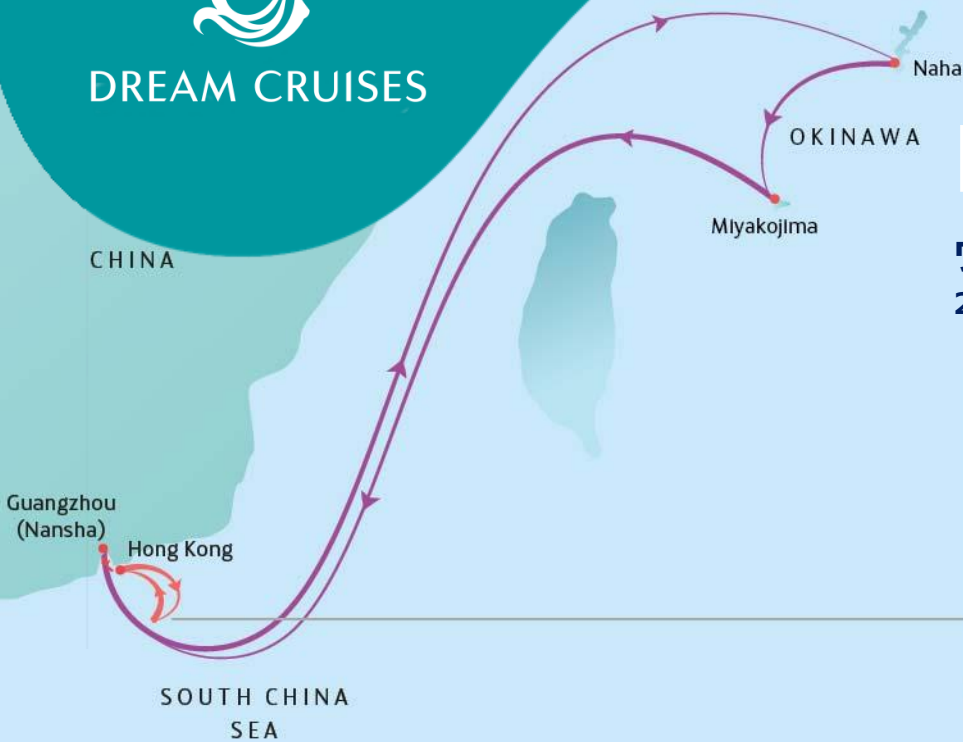 DREAM CRUISES
Naha
OKINAWA
Miyakojima
CHINA
Guangzhou
(Nansha)
Hong Kong
SOUTH CHINA
SEA